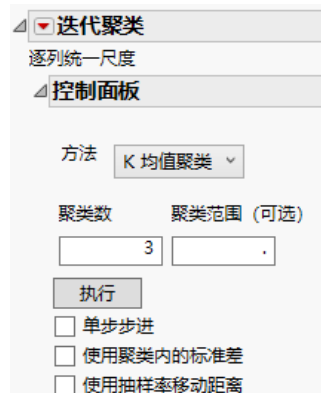 迭代聚类
逐列统一尺度
控制面板
方法 K 均值聚类
聚类数 聚类范围 (可选)
3 .
执行
单步步进
使用聚类内的标准差
使用抽样率移动距离